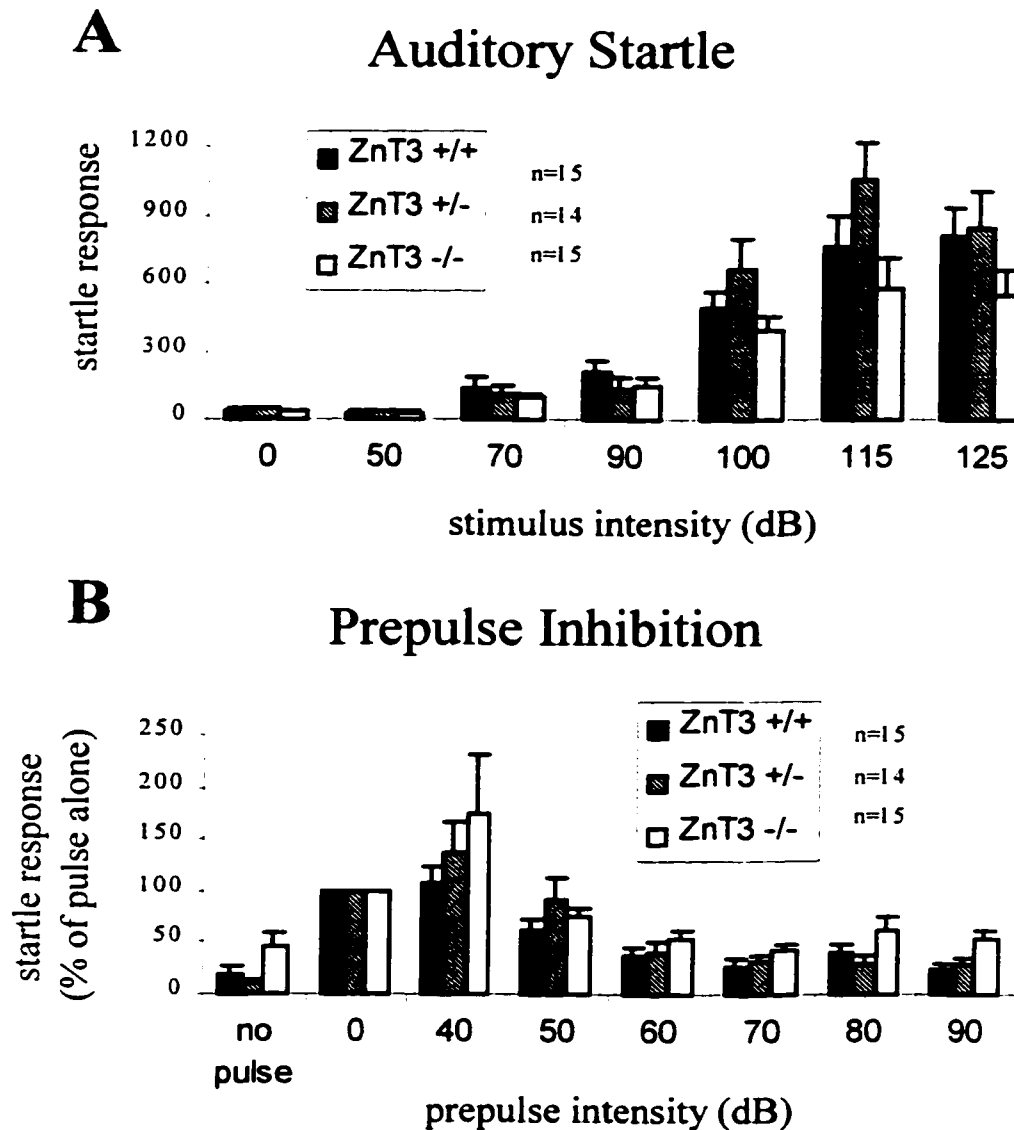 A
Auditory Startle
startle response
1200
900
600
300
0
ZnT3 +/+
n=15
ZnT3 +/-
n=14
ZnT3 -/-
n=15
0 50 70 90 100 115 125
stimulus intensity (dB)
B
Prepulse Inhibition
startle response
(% of pulse alone)
250
200
150
100
50
0
ZnT3 +/+
n=15
ZnT3 +/-
n=14
ZnT3 -/-
n=15
no 0 40 50 60 70 80 90
pulse
prepulse intensity (dB)